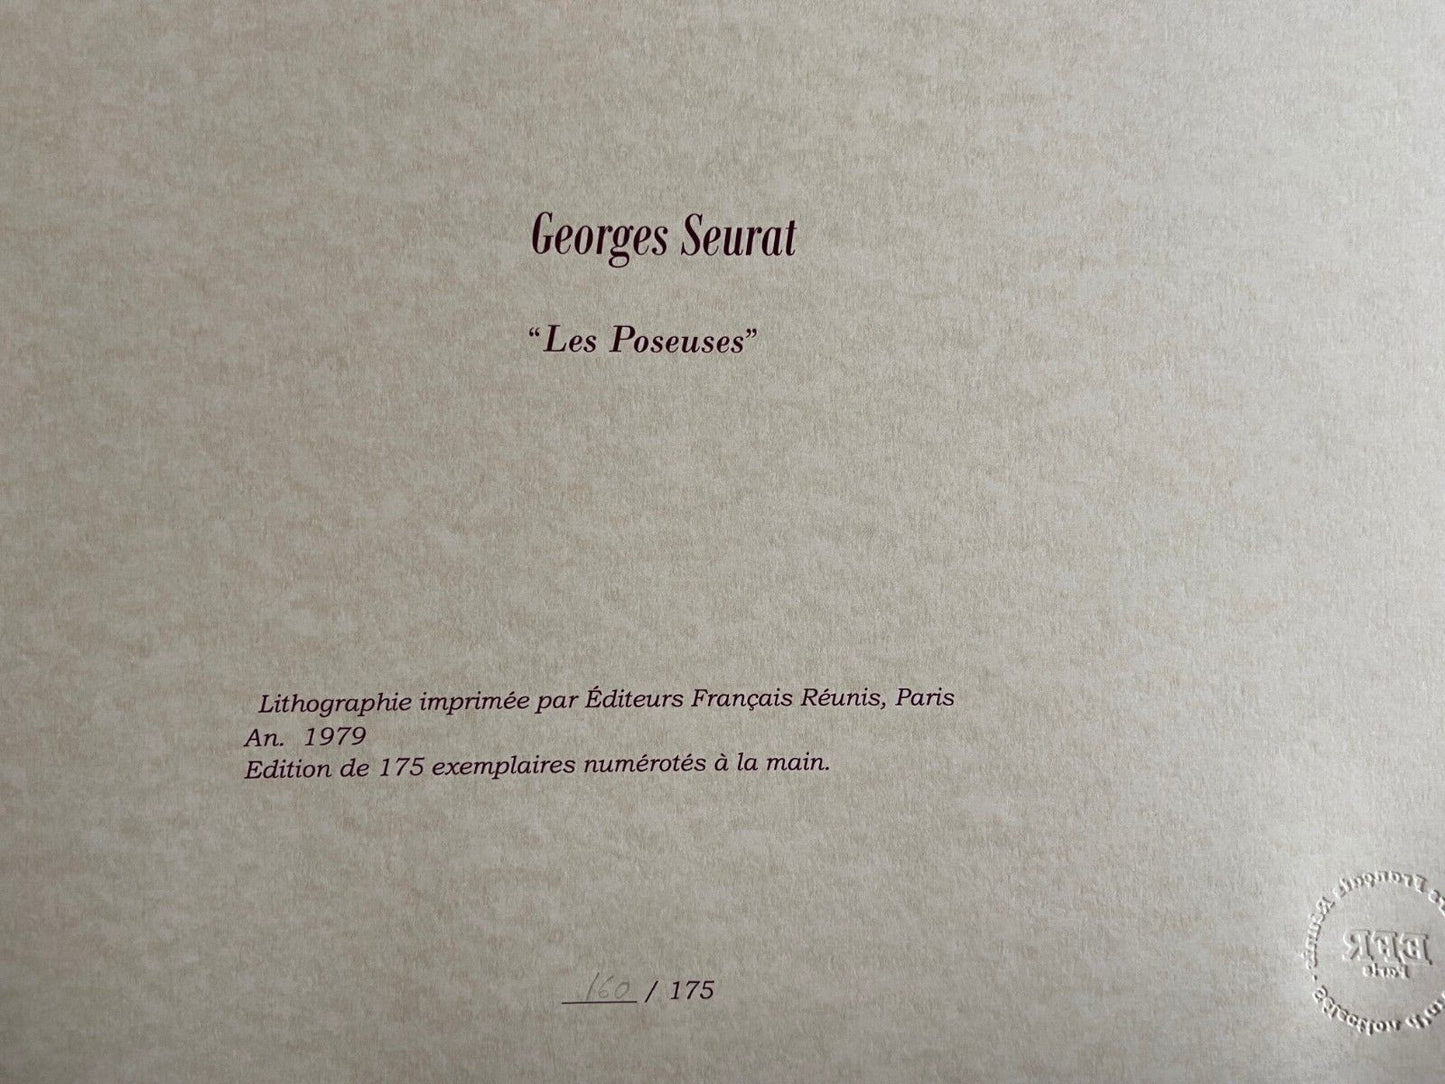 Georges Seurat
“Les Poseuses”
Lithographie imprimée par Éditeurs Français Réunis, Paris
An. 1979
Edition de 175 exemplaires numérotés à la main.
160 / 175
EFR
Paris